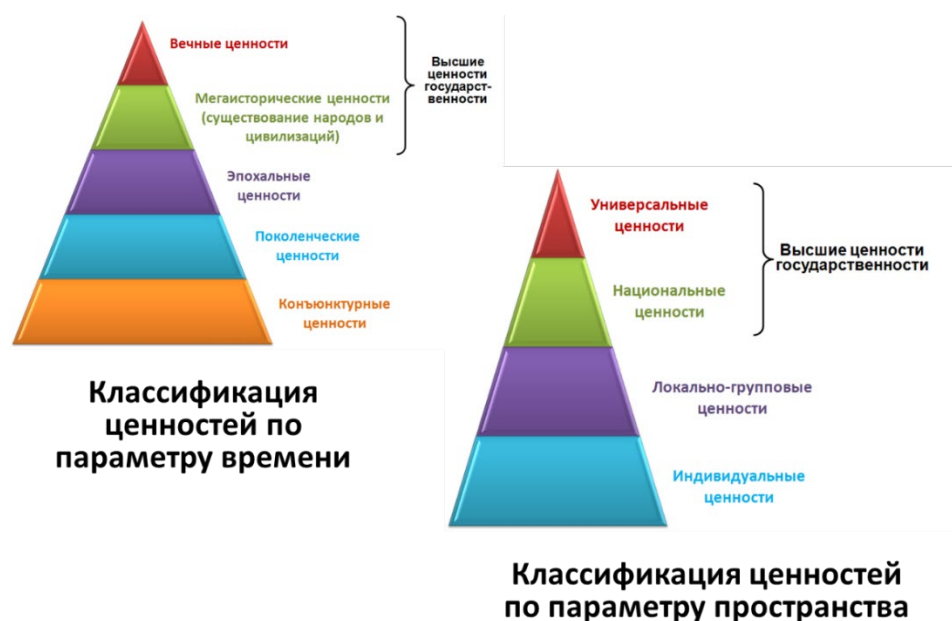 Вечные ценности
Высшие
ценности
государст-
венности
Мегаисторические ценности
(существование народов и
цивилизаций)
Эпохальные
ценности
Поколенческие
ценности
Конъюнктурные
ценности
Классификация
ценностей по
параметру времени
Универсальные
ценности
Высшие ценности
государственности
Национальные
ценности
Локально-групповые
ценности
Индивидуальные
ценности
Классификация ценностей
по параметру пространства